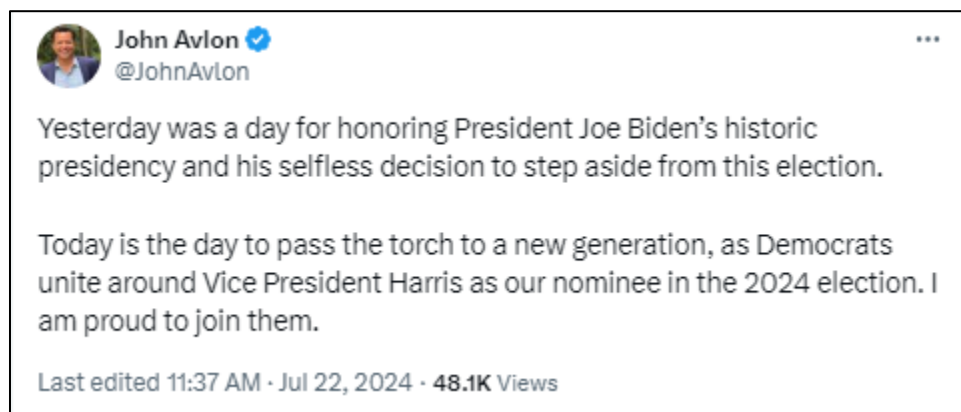 John Avlon
@JohnAvlon
Yesterday was a day for honoring President Joe Biden’s historic
presidency and his selfless decision to step aside from this election.
Today is the day to pass the torch to a new generation, as Democrats
unite around Vice President Harris as our nominee in the 2024 election. I
am proud to join them.
Last edited 11:37 AM · Jul 22, 2024 · 48.1K Views